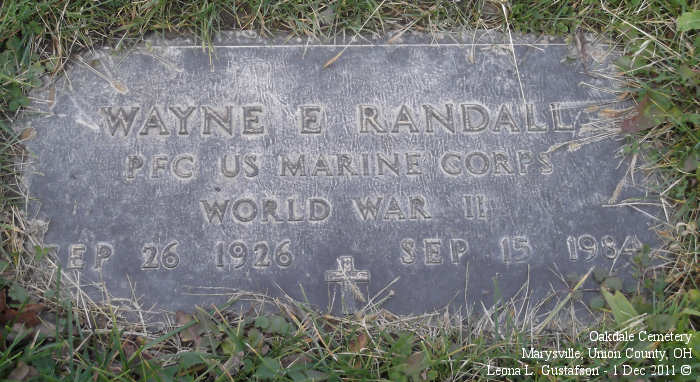 WAYNE E RANDALL
PFC US MARINE CORPS
WORLD WAR II
SEP 26 1926 SEP 15 1984
Oakdale Cemetery
Marysville, Union County, OH
Leona L. Gustafson - 1 Dec 2011 ©